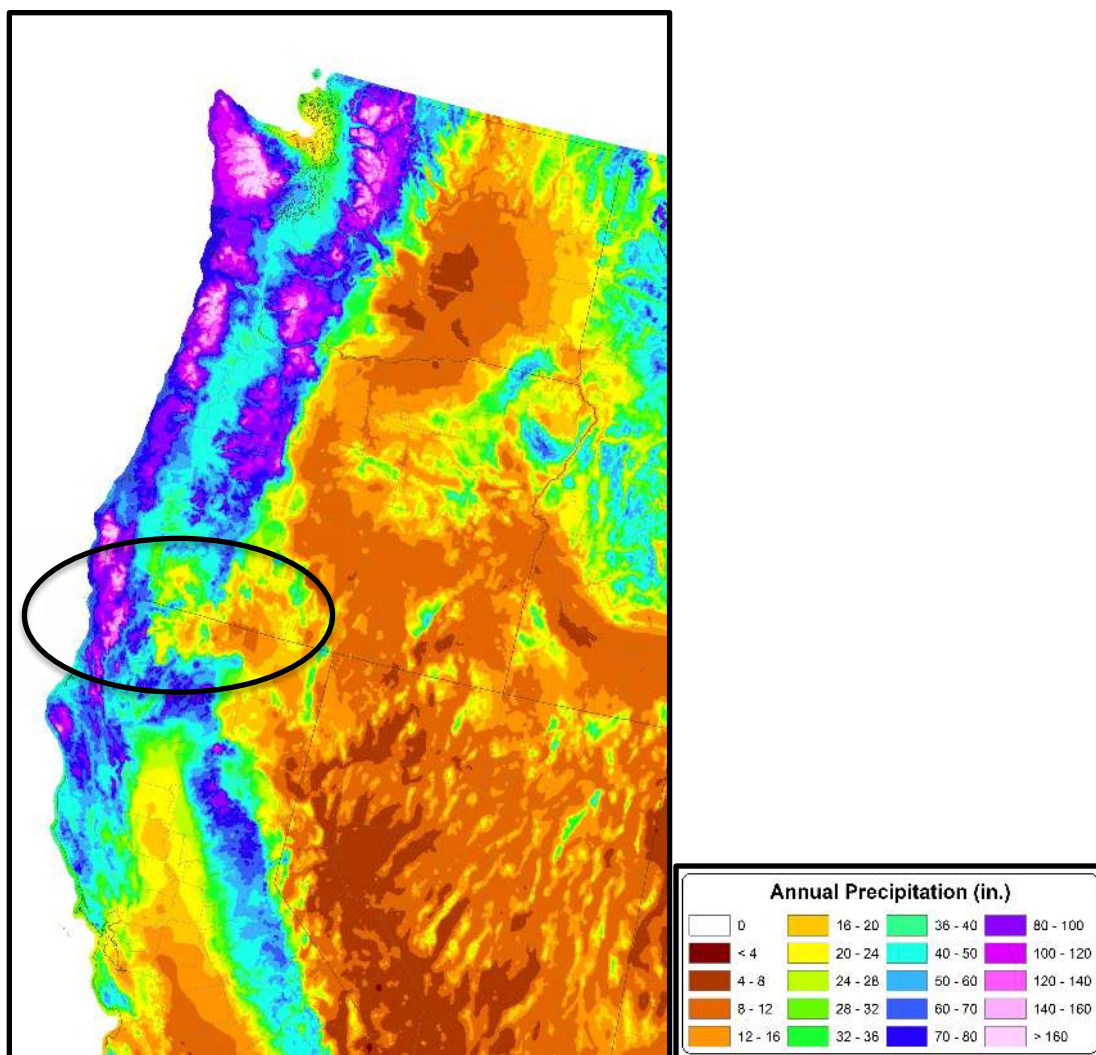 Annual Precipitation (in.)
0 16 - 20 36 - 40 80 - 100
< 4 20 - 24 40 - 50 100 - 120
4 - 8 24 - 28 50 - 60 120 - 140
8 - 12 28 - 32 60 - 70 140 - 160
12 - 16 32 - 36 70 - 80 > 160